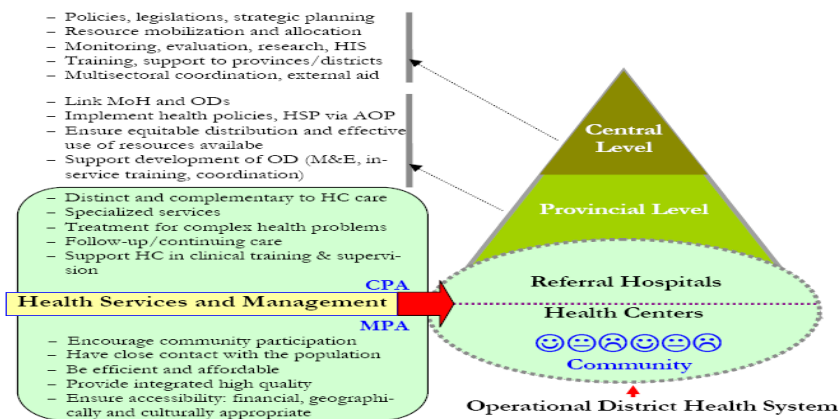 – Policies, legislations, strategic planning
– Resource mobilization and allocation
– Monitoring, evaluation, research, HIS
– Training, support to provinces/districts
– Multisectoral coordination, external aid
– Link MoH and ODs
– Implement health policies, HSP via AOP
– Ensure equitable distribution and effective
use of resources availabe
– Support development of OD (M&E, in-
service training, coordination)
– Distinct and complementary to HC care
– Specialized services
– Treatment for complex health problems
– Follow-up/continuing care
– Support HC in clinical training & supervi-
sion
CPA
Health Services and Management
MPA
– Encourage community participation
– Have close contact with the population
– Be efficient and affordable
– Provide integrated high quality
– Ensure accessibility: financial, geographi-
cally and culturally appropriate
Central
Level
Provincial Level
Referral Hospitals
Health Centers
Community
Operational District Health System